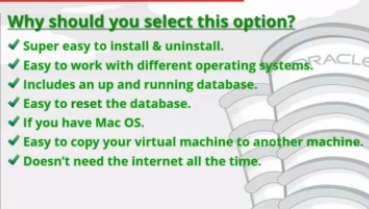 Why should you select this option?
✔ Super easy to install & uninstall.
✔ Easy to work with different operating systems.
✔ Includes an up and running database.
✔ Easy to reset the database.
✔ If you have Mac OS.
✔ Easy to copy your virtual machine to another machine.
✔ Doesn't need the internet all the time.
ORACLE